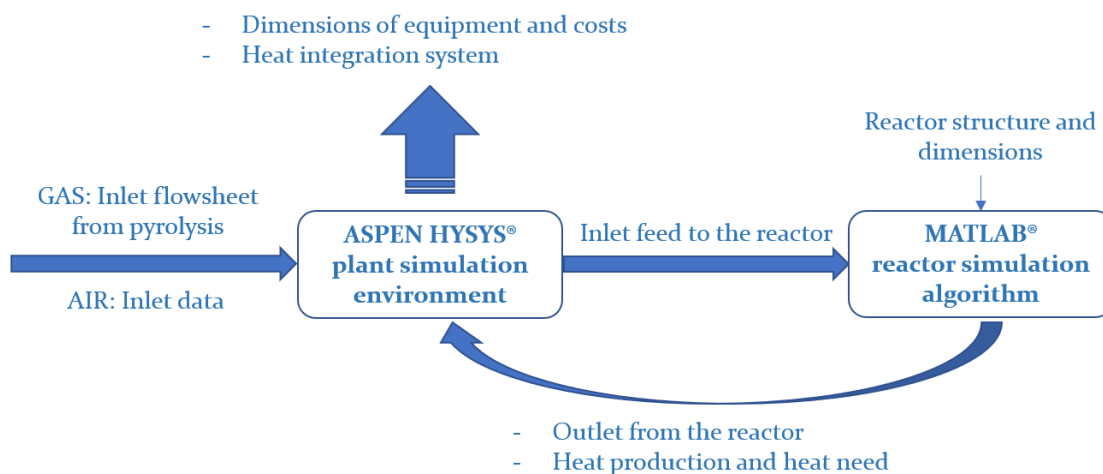 - Dimensions of equipment and costs
- Heat integration system
Reactor structure and
dimensions
GAS: Inlet flowsheet
from pyrolysis
AIR: Inlet data
ASPEN HYSYS®
plant simulation
environment
Inlet feed to the reactor
MATLAB®
reactor simulation
algorithm
- Outlet from the reactor
- Heat production and heat need